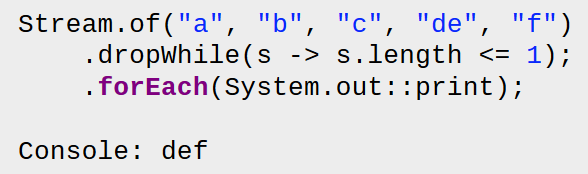 Stream.of("a", "b", "c", "de", "f")
    .dropWhile(s -> s.length <= 1);
    .forEach(System.out::print);
Console: def